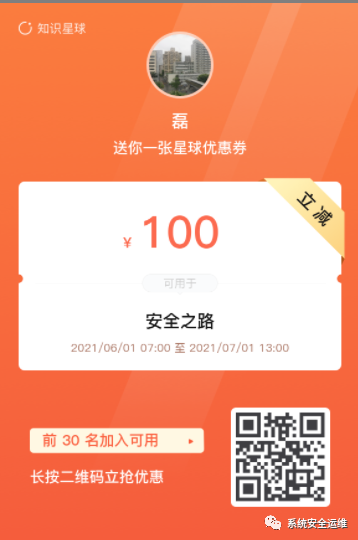 知识星球
磊
送你一张星球优惠券
立减
¥ 100
可用于
安全之路
2021/06/01 07:00 至 2021/07/01 13:00
前 30 名加入可用
长按二维码立抢优惠
系统安全运维